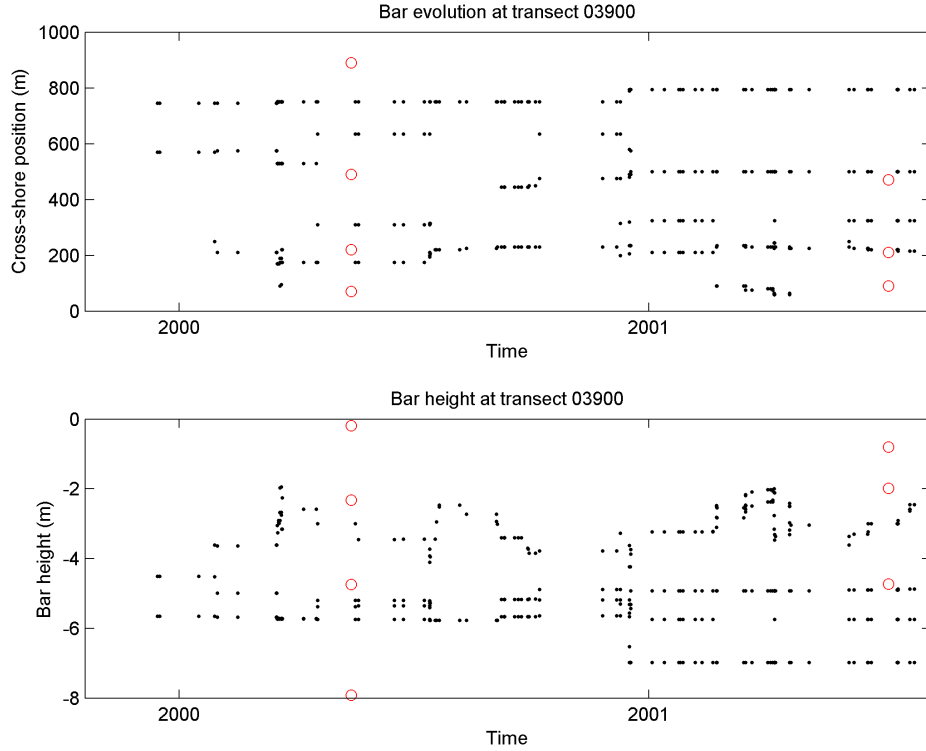 Bar evolution at transect 03900
1000
800
600
400
200
0
Cross-shore position (m)
2000
2001
Time
Bar height at transect 03900
0
-2
-4
-6
-8
Bar height (m)
2000
2001
Time